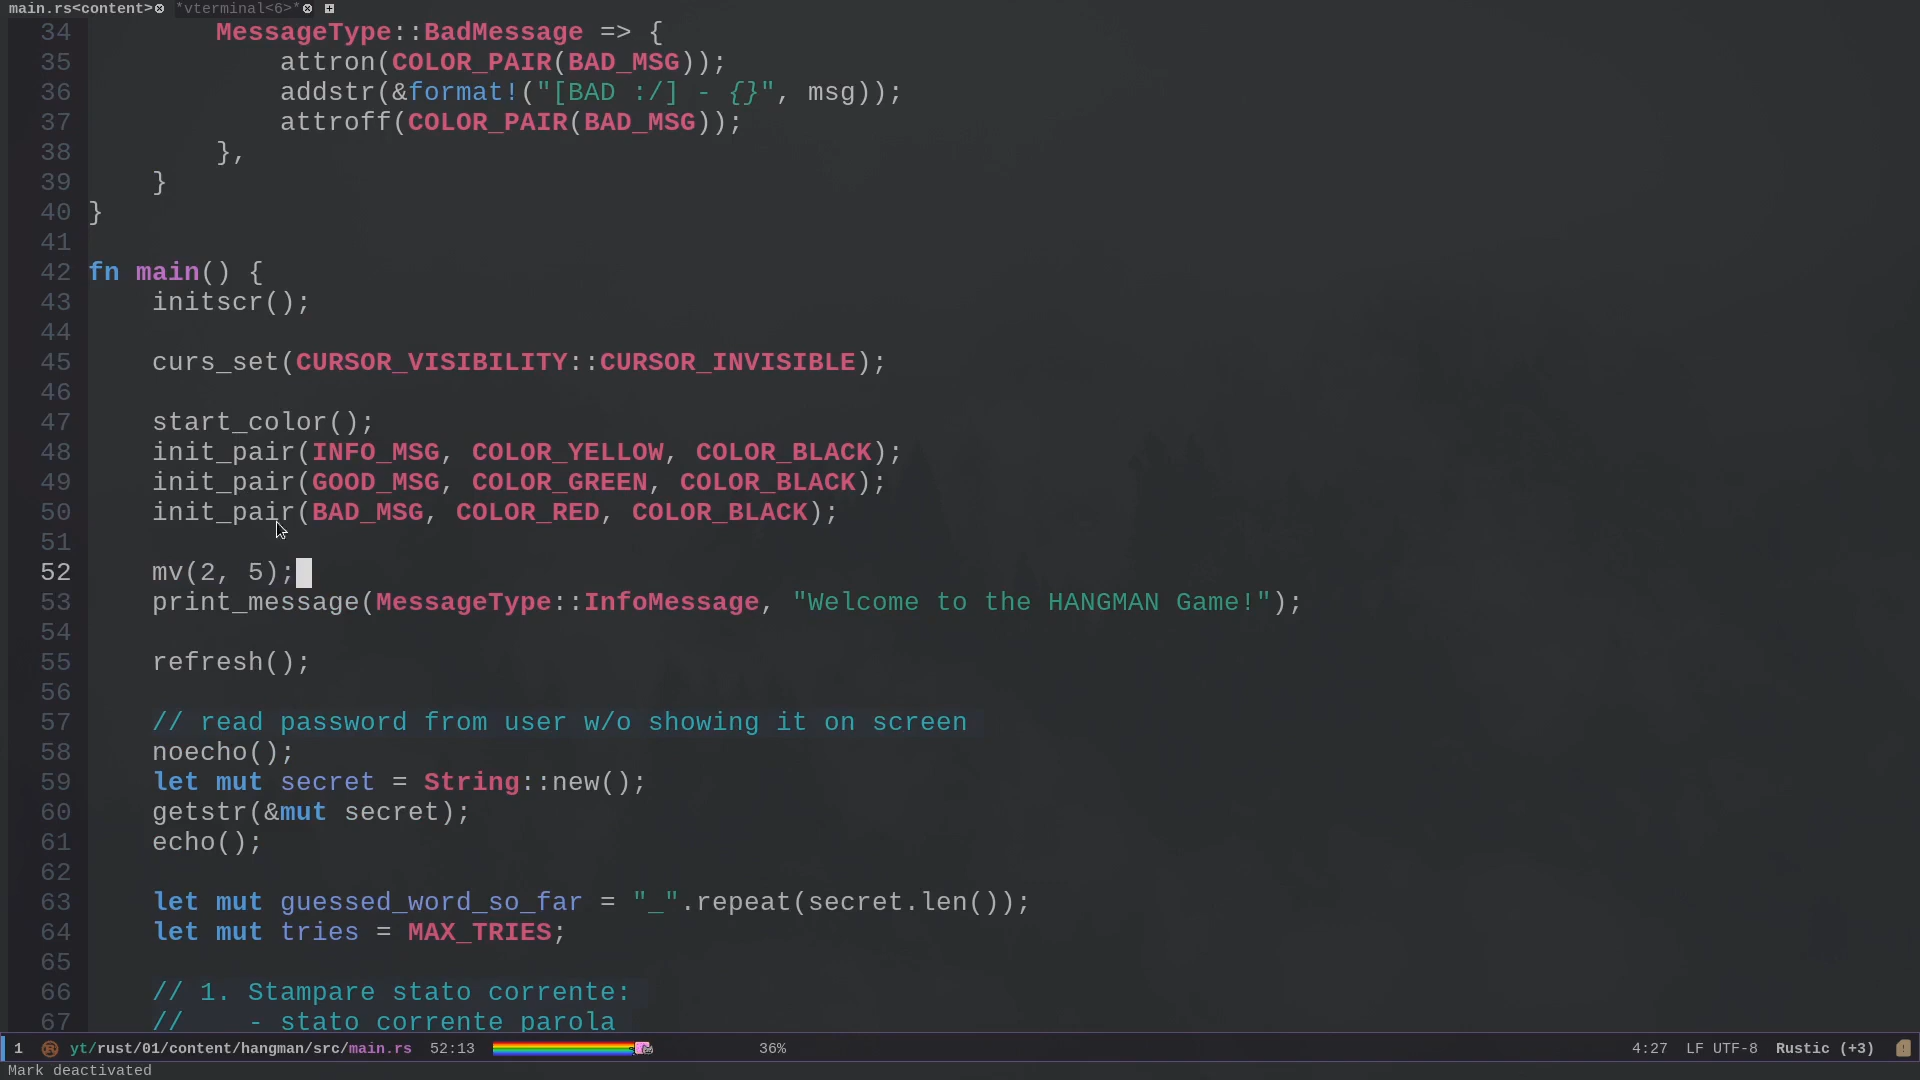 main.rs<content> *vterminal<6>*
34 MessageType::BadMessage => {
35 attron(COLOR_PAIR(BAD_MSG));
36 addstr(&format!("[BAD :/] - {}", msg));
37 attroff(COLOR_PAIR(BAD_MSG));
38 },
39 }
40 }
41
42 fn main() {
43 initscr();
44
45 curs_set(CURSOR_VISIBILITY::CURSOR_INVISIBLE);
46
47 start_color();
48 init_pair(INFO_MSG, COLOR_YELLOW, COLOR_BLACK);
49 init_pair(GOOD_MSG, COLOR_GREEN, COLOR_BLACK);
50 init_pair(BAD_MSG, COLOR_RED, COLOR_BLACK);
51
52 mv(2, 5);
53 print_message(MessageType::InfoMessage, "Welcome to the HANGMAN Game!");
54
55 refresh();
56
57 // read password from user w/o showing it on screen
58 noecho();
59 let mut secret = String::new();
60 getstr(&mut secret);
61 echo();
62
63 let mut guessed_word_so_far = "_".repeat(secret.len());
64 let mut tries = MAX_TRIES;
65
66 // 1. Stampare stato corrente:
67 // - stato corrente parola
1 yt/rust/01/content/hangman/src/main.rs 52:13 36% 4:27 LF UTF-8 Rustic (+3)
Mark deactivated